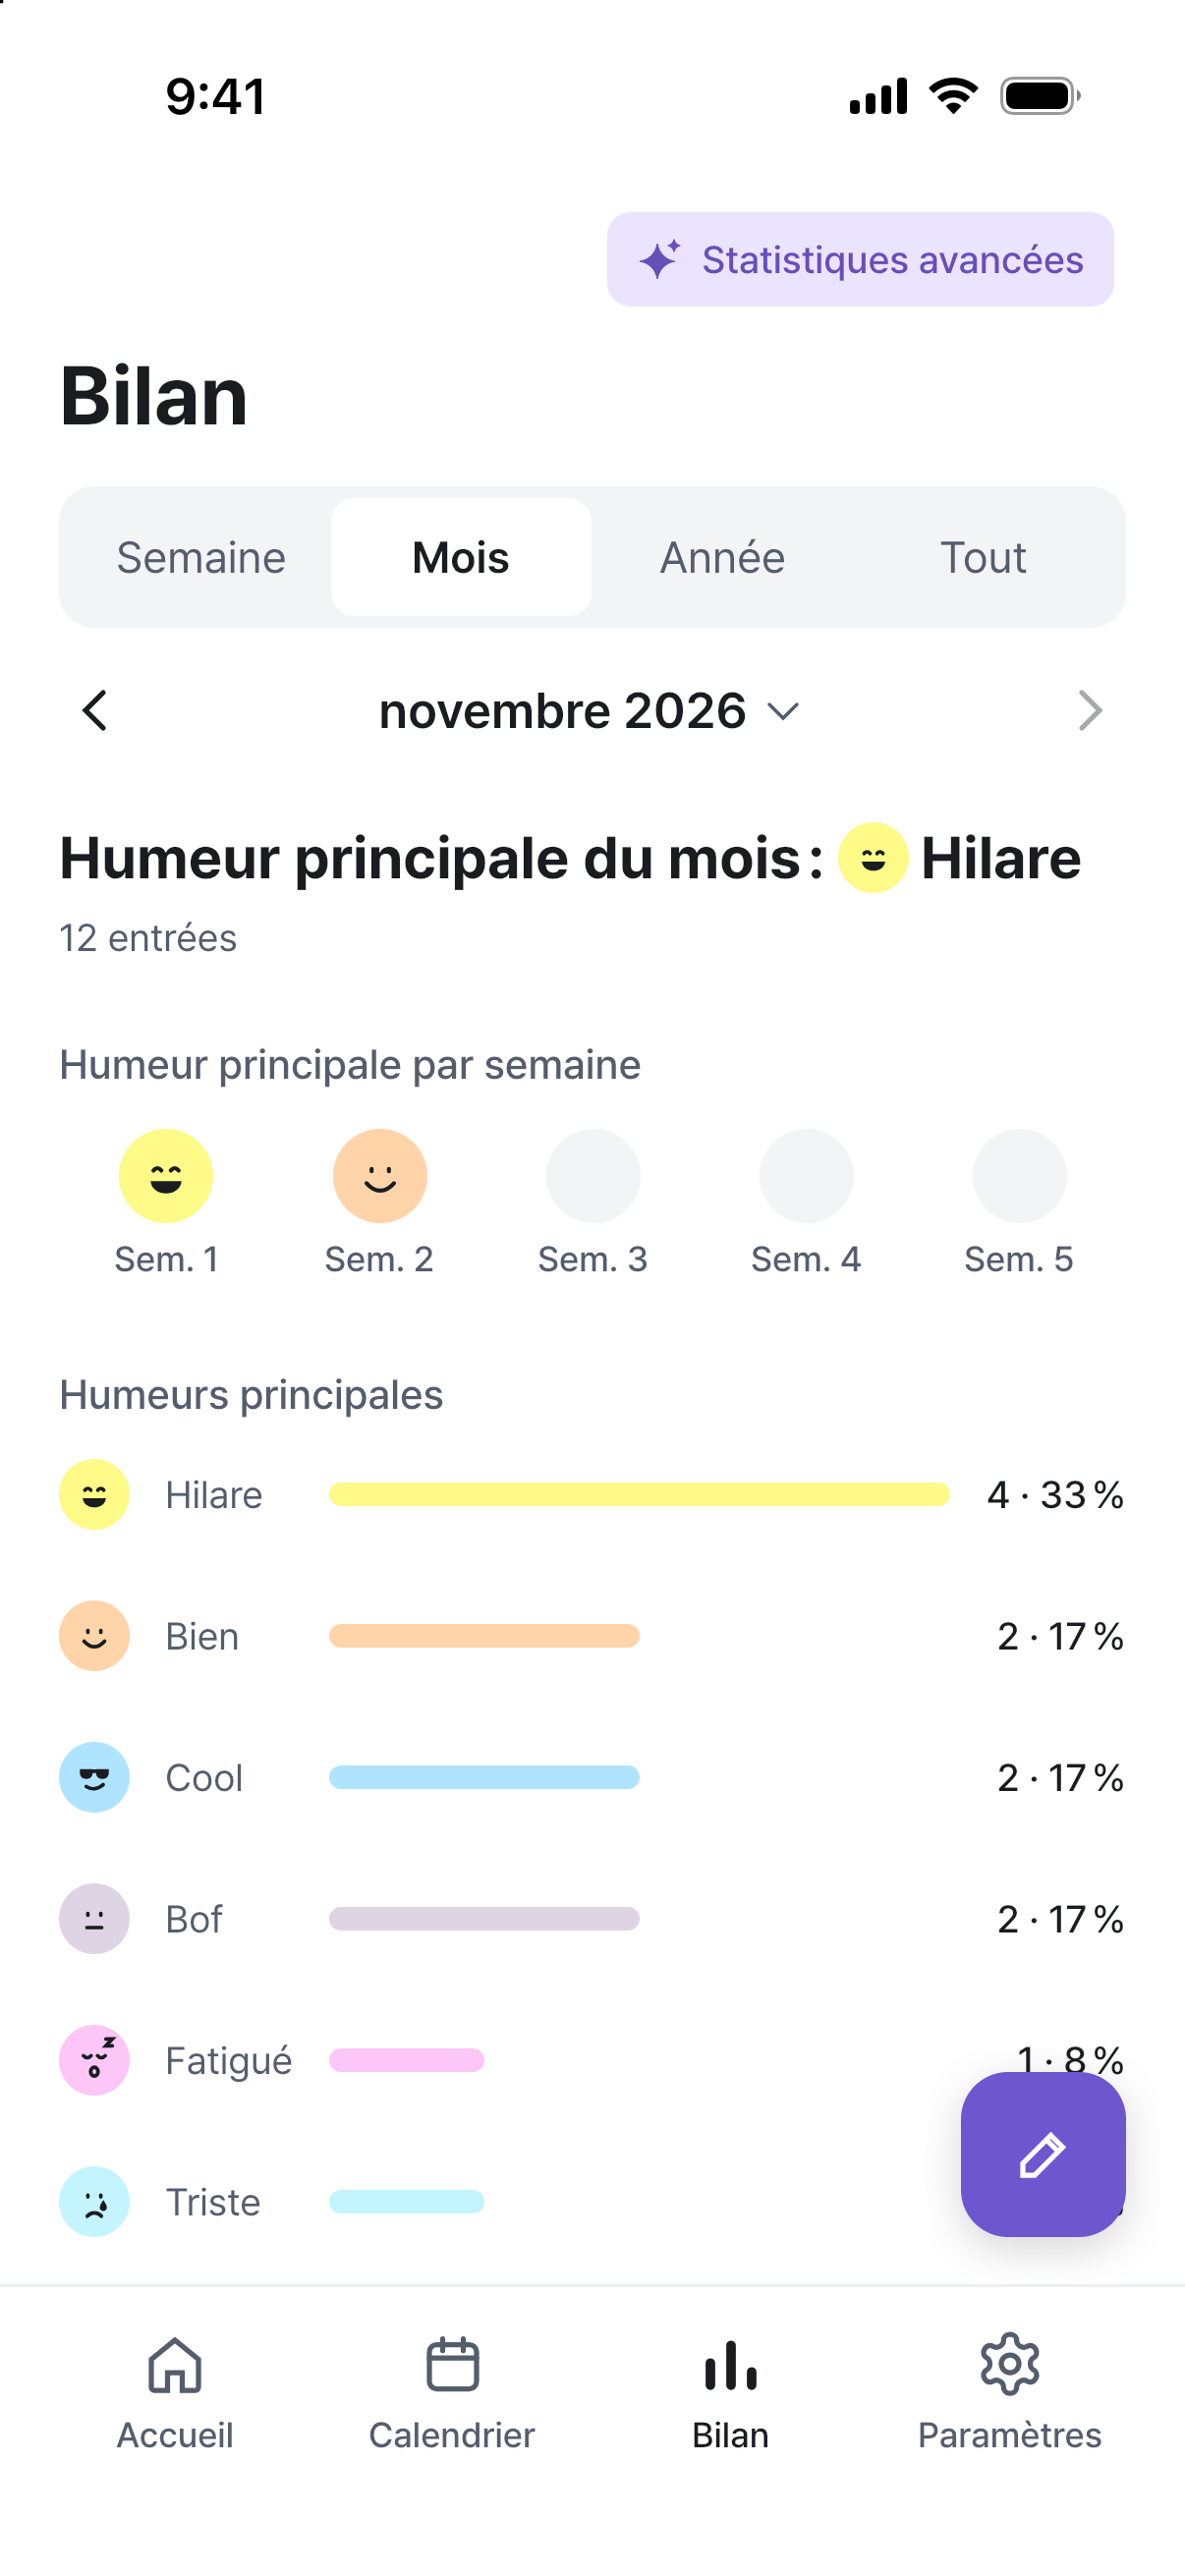 9:41
Statistiques avancées
Bilan
Semaine Mois Année Tout
novembre 2026
Humeur principale du mois : Hilare
12 entrées
Humeur principale par semaine
Sem. 1 Sem. 2 Sem. 3 Sem. 4 Sem. 5
Humeurs principales
Hilare 4 · 33 %
Bien 2 · 17 %
Cool 2 · 17 %
Bof 2 · 17 %
Fatigué 1 · 8 %
Triste
Accueil Calendrier Bilan Paramètres